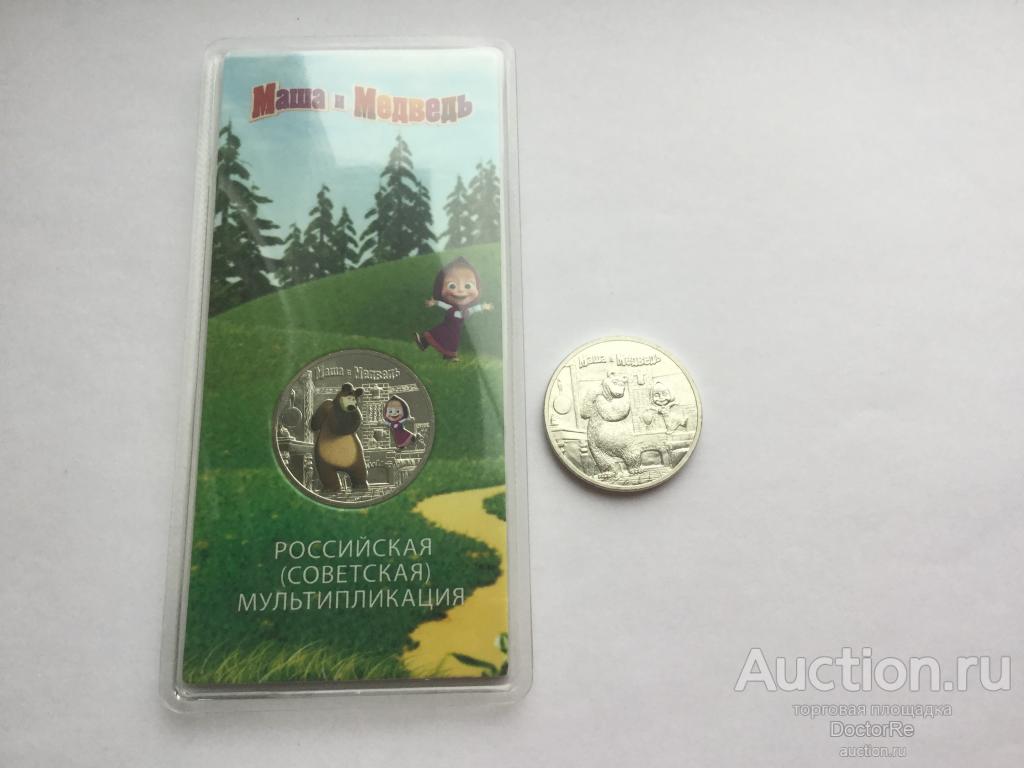 Маша и Медведь
Маша и Медведь
Маша и Медведь
РОССИЙСКАЯ
(СОВЕТСКАЯ)
МУЛЬТИПЛИКАЦИЯ
Auction.ru
торговая площадка
DoctorRe
auction.ru